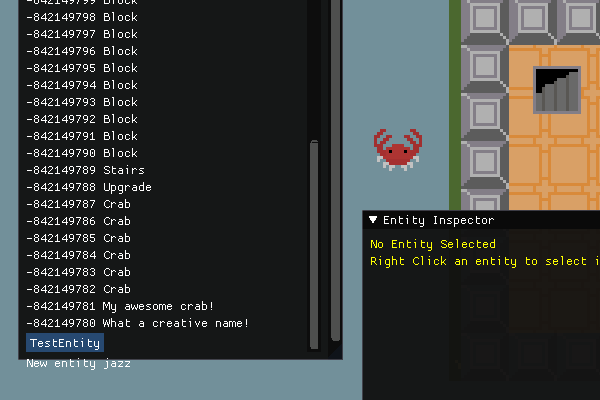 -842149799 Block
-842149798 Block
-842149797 Block
-842149796 Block
-842149795 Block
-842149794 Block
-842149793 Block
-842149792 Block
-842149791 Block
-842149790 Block
-842149789 Stairs
-842149788 Upgrade
-842149787 Crab
-842149786 Crab
-842149785 Crab
-842149784 Crab
-842149783 Crab
-842149782 Crab
-842149781 My awesome crab!
-842149780 What a creative name!
TestEntity
New entity jazz
Entity Inspector
No Entity Selected
Right Click an entity to select i